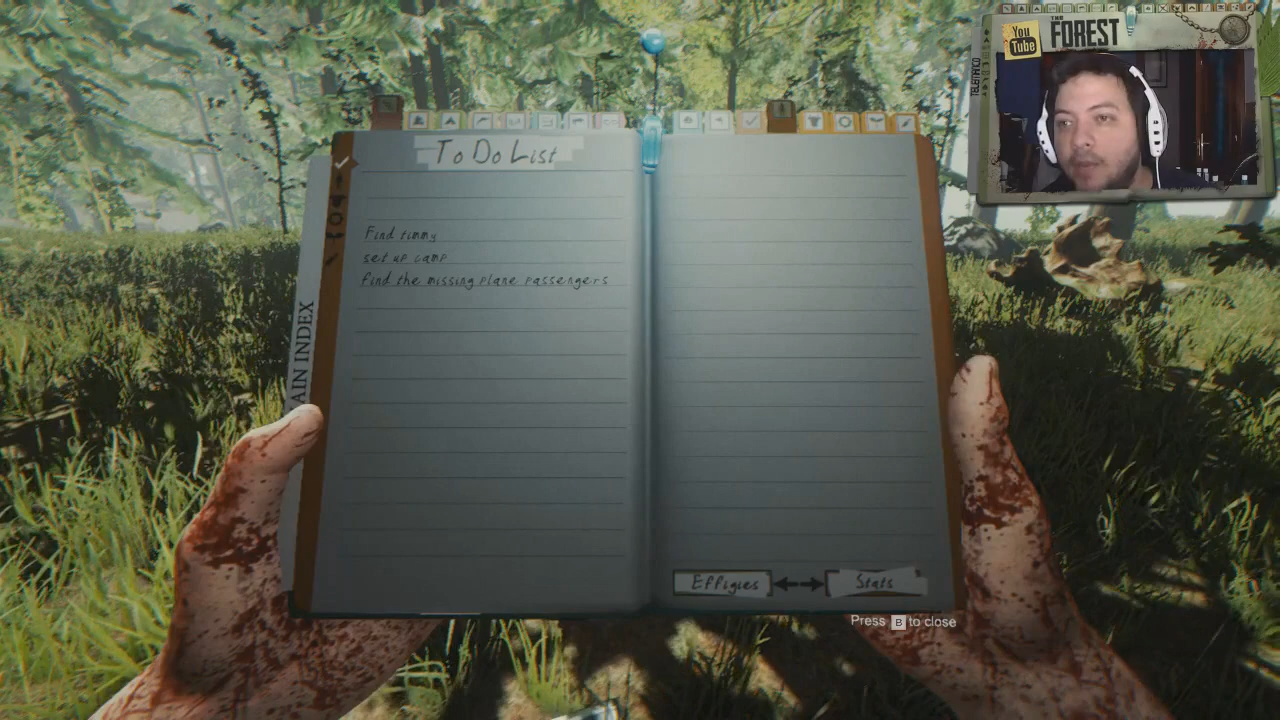 You
Tube
THE
FOREST
To Do List
Find timmy
set up camp
find the missing plane passengers
AIN INDEX
Effigies
Stats
Press B to close